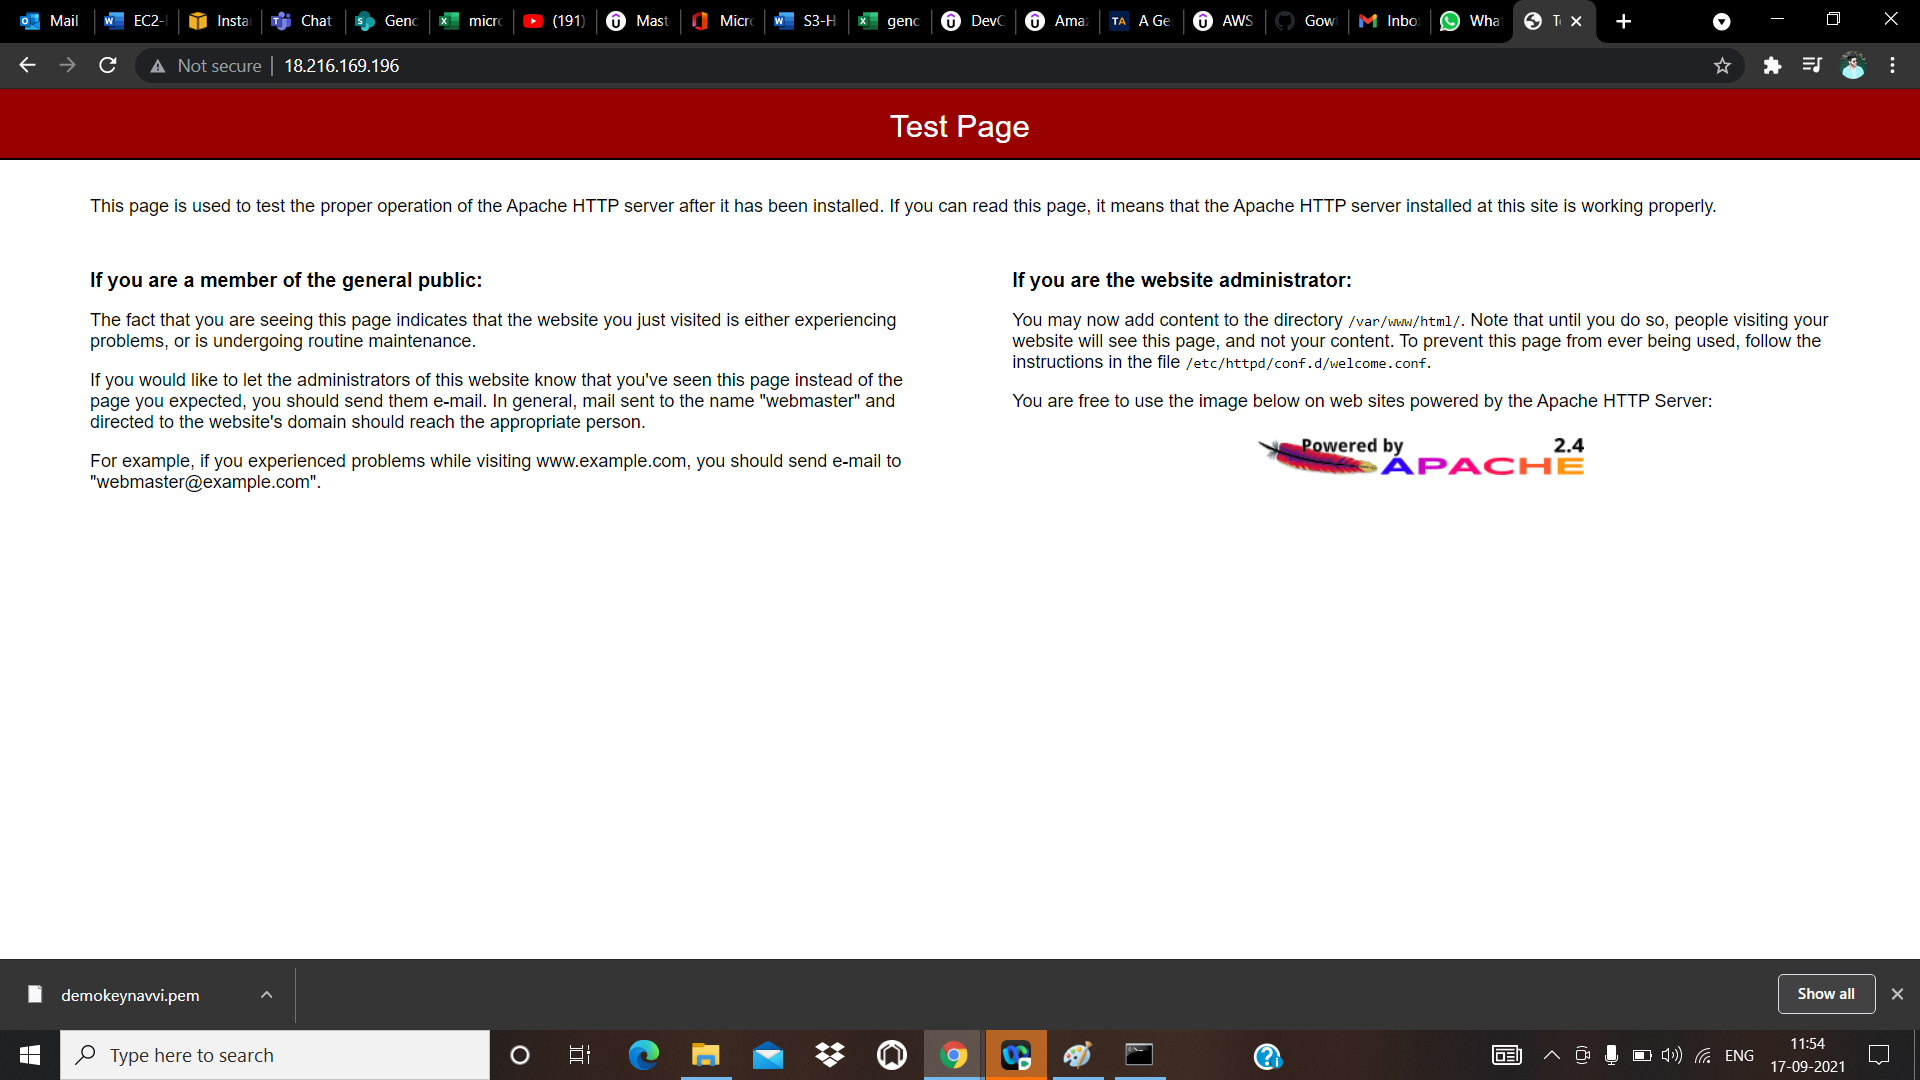 Mail
EC2-
Insta
Chat
Genc
micro
(191)
Mast
Micro
S3-H
genc
DevO
Amaz
TA
A Ge
AWS
Gow
Inbo
What
Not secure
18.216.169.196
Test Page
This page is used to test the proper operation of the Apache HTTP server after it has been installed. If you can read this page, it means that the Apache HTTP server installed at this site is working properly.
If you are a member of the general public:
The fact that you are seeing this page indicates that the website you just visited is either experiencing
problems, or is undergoing routine maintenance.
If you would like to let the administrators of this website know that you've seen this page instead of the
page you expected, you should send them e-mail. In general, mail sent to the name "webmaster" and
directed to the website's domain should reach the appropriate person.
For example, if you experienced problems while visiting www.example.com, you should send e-mail to
"webmaster@example.com".
If you are the website administrator:
You may now add content to the directory /var/www/html/. Note that until you do so, people visiting your
website will see this page, and not your content. To prevent this page from ever being used, follow the
instructions in the file /etc/httpd/conf.d/welcome.conf.
You are free to use the image below on web sites powered by the Apache HTTP Server:
Powered by 2.4
APACHE
demokeynavvi.pem
Show all
Type here to search
ENG
11:54
17-09-2021